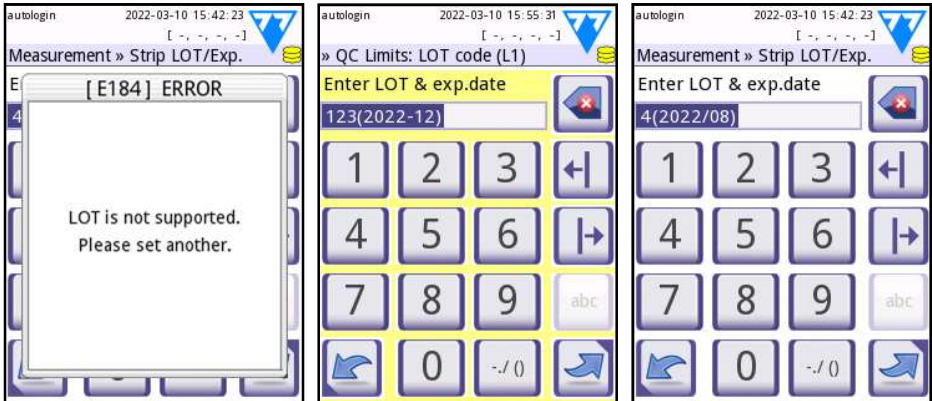 autologin 2022-03-10 15:42:23
[ -, -, -, -]
Measurement » Strip LOT/Exp.
E
[E184] ERROR
4
LOT is not supported.
Please set another.
autologin 2022-03-10 15:55:31
[ -, -, -, -]
» QC Limits: LOT code (L1)
Enter LOT & exp.date
123(2022-12)
1 2 3
4 5 6
7 8 9 abc
0 -./ ()
autologin 2022-03-10 15:42:23
[ -, -, -, -]
Measurement » Strip LOT/Exp.
Enter LOT & exp.date
4(2022/08)
1 2 3
4 5 6
7 8 9 abc
0 -./ ()